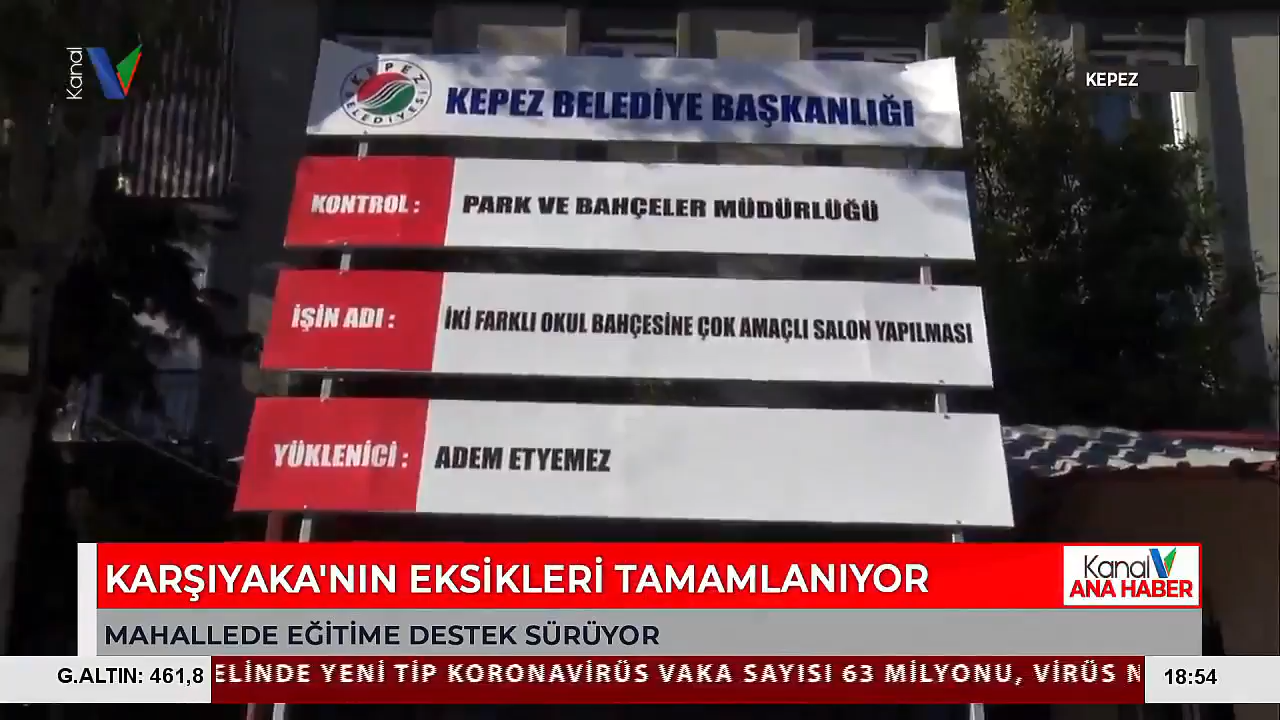 Kanal V
KEPEZ
KEPEZ BELEDİYESİ
KEPEZ BELEDİYE BAŞKANLIĞI
KONTROL : PARK VE BAHÇELER MÜDÜRLÜĞÜ
İŞİN ADI : İKİ FARKLI OKUL BAHÇESİNE ÇOK AMAÇLI SALON YAPILMASI
YÜKLENİCİ : ADEM ETYEMEZ
KARŞIYAKA'NIN EKSİKLERİ TAMAMLANIYOR
Kanal V
ANA HABER
MAHALLEDE EĞİTİME DESTEK SÜRÜYOR
G.ALTIN: 461,8 ELİNDE YENİ TİP KORONAVİRÜS VAKA SAYISI 63 MİLYONU, VİRÜS N 18:54